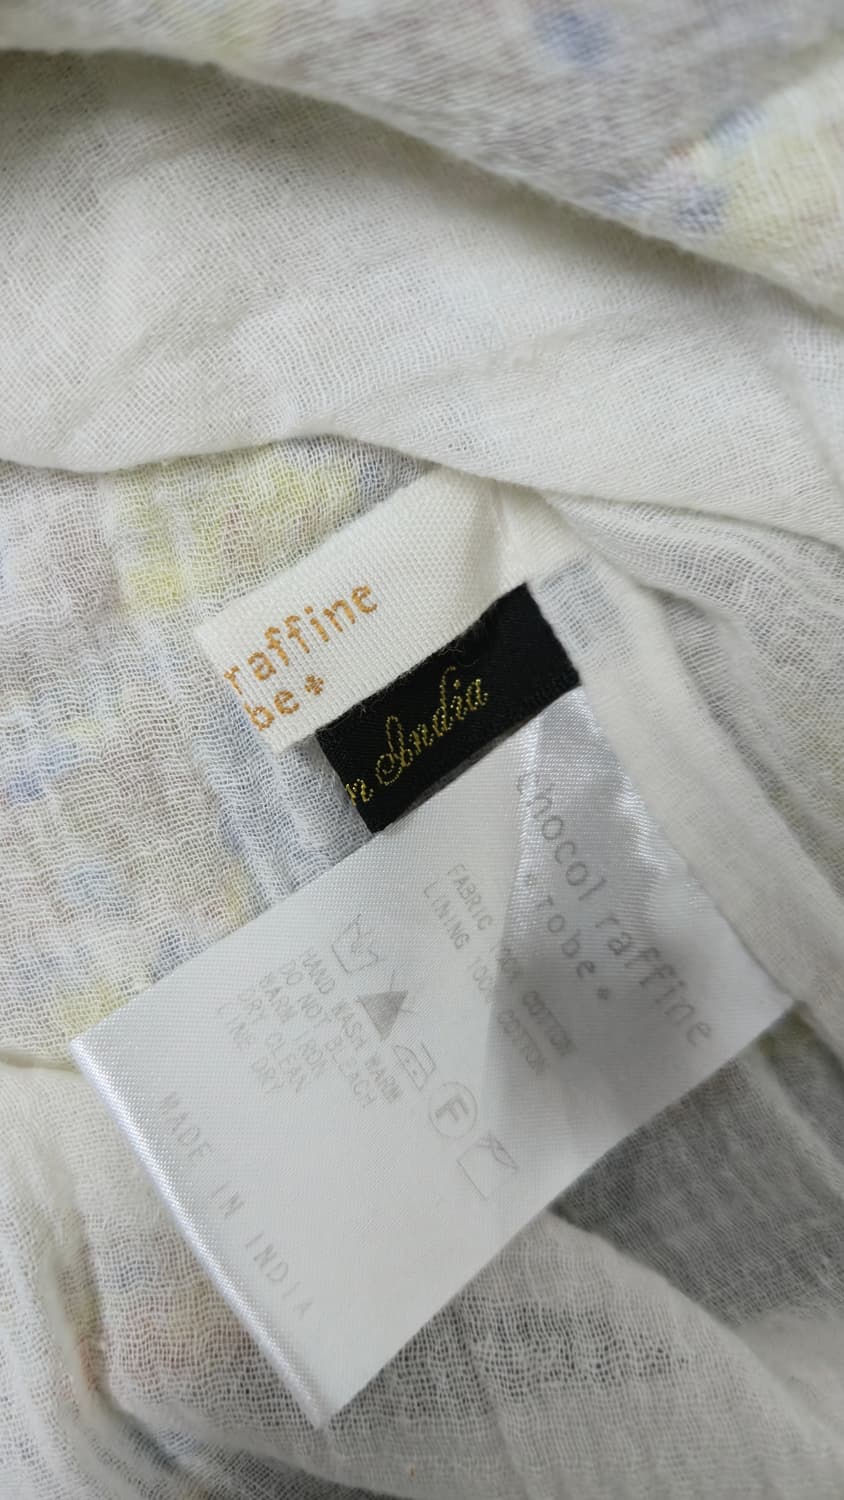 raffine
be✦
n India
chocol raffine
✦robe✦
FABRIC 100% COTTON
LINING 100% COTTON
HAND WASH WARM
DO NOT BLEACH
WARM IRON
DRY CLEAN
LINE DRY
F
MADE IN INDIA